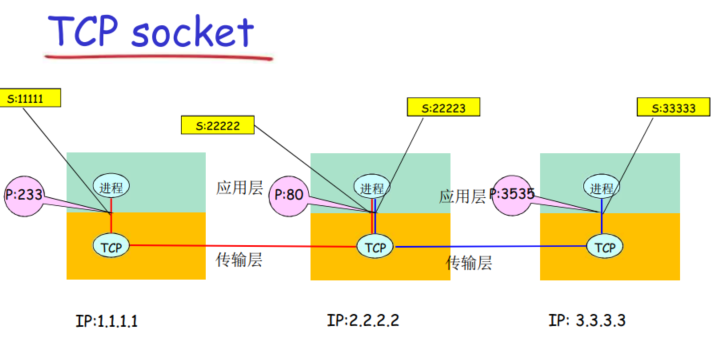 TCP socket
S:11111
S:22222
S:22223
S:33333
P:233
进程
应用层
P:80
进程
应用层
P:3535
进程
TCP
传输层
TCP
传输层
TCP
IP:1.1.1.1
IP:2.2.2.2
IP: 3.3.3.3